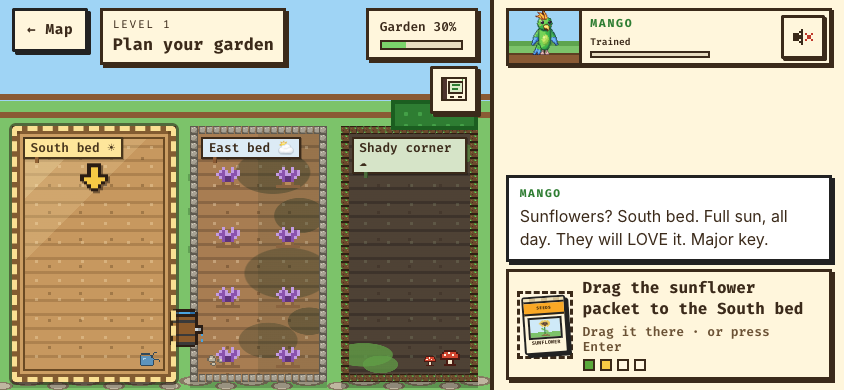 ← Map
LEVEL 1
Plan your garden
Garden 30%
South bed
East bed
Shady corner
MANGO
Trained
MANGO
Sunflowers? South bed. Full sun, all
day. They will LOVE it. Major key.
SEEDS
SUNFLOWER
Drag the sunflower
packet to the South bed
Drag it there · or press
Enter